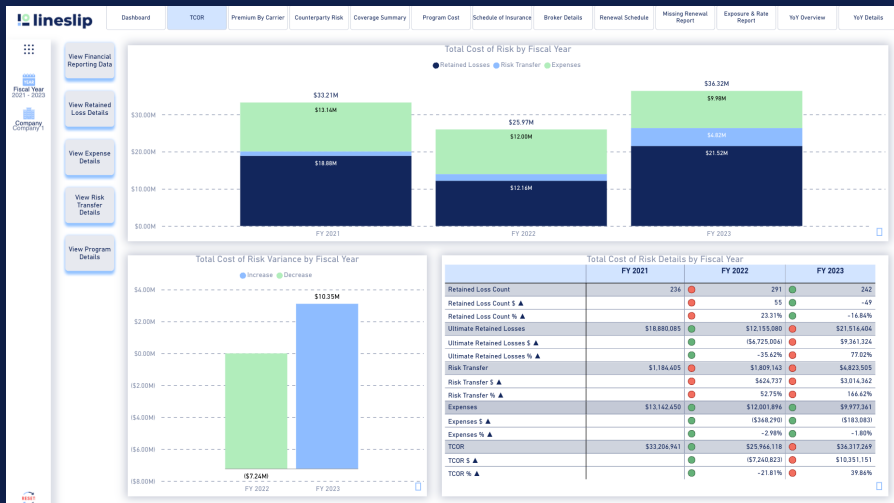 lineslip
Dashboard
TCOR
Premium By Carrier
Counterparty Risk
Coverage Summary
Program Cost
Schedule of Insurance
Broker Details
Renewal Schedule
Missing Renewal
Report
Exposure & Rate
Report
YoY Overview
YoY Details
YEAR
Fiscal Year
2021 - 2023
Company
Company 1
RESET
View Financial
Reporting Data
View Retained
Loss Details
View Expense
Details
View Risk
Transfer
Details
View Program
Details
Total Cost of Risk by Fiscal Year
Retained Losses Risk Transfer Expenses
$36.32M
$33.21M
$9.98M
$13.14M
$25.97M
$30.00M
$12.00M
$4.82M
$20.00M
$21.52M
$18.88M
$12.16M
$10.00M
$0.00M
FY 2021 FY 2022 FY 2023
Total Cost of Risk Variance by Fiscal Year
Increase Decrease
$4.00M
$10.35M
$2.00M
$0.00M
($2.00M)
($4.00M)
($6.00M)
($7.24M)
($8.00M)
FY 2022 FY 2023
Total Cost of Risk Details by Fiscal Year
FY 2021 FY 2022 FY 2023
Retained Loss Count 236 291 242
Retained Loss Count $ ▲ 55 -49
Retained Loss Count % ▲ 23.31% -16.84%
Ultimate Retained Losses $18,880,085 $12,155,080 $21,516,404
Ultimate Retained Losses $ ▲ ($6,725,006) $9,361,324
Ultimate Retained Losses % ▲ -35.62% 77.02%
Risk Transfer $1,184,405 $1,809,143 $4,823,505
Risk Transfer $ ▲ $624,737 $3,014,362
Risk Transfer % ▲ 52.75% 166.62%
Expenses $13,142,450 $12,001,896 $9,977,361
Expenses $ ▲ ($368,290) ($183,083)
Expenses % ▲ -2.98% -1.80%
TCOR $33,206,941 $25,966,118 $36,317,269
TCOR $ ▲ ($7,240,823) $10,351,151
TCOR % ▲ -21.81% 39.86%